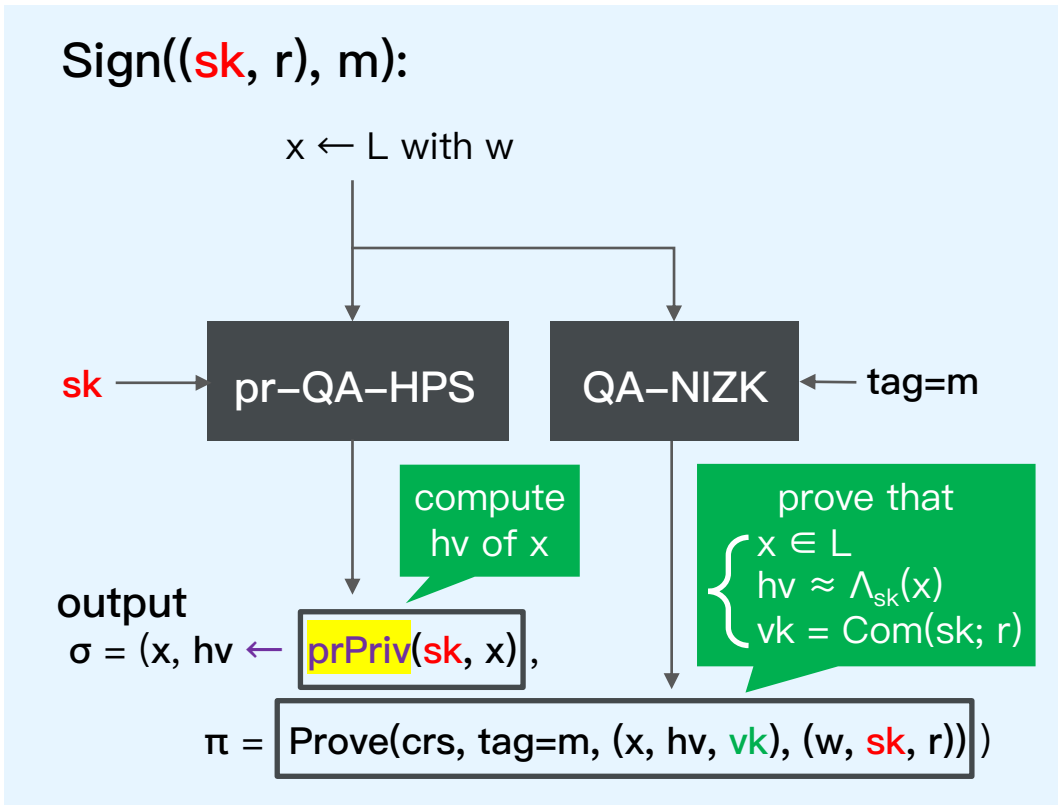 Sign((sk, r), m):
x ← L with w
sk
pr-QA-HPS
QA-NIZK
tag=m
compute
hv of x
prove that
x ∈ L
hv ≈ Λsk(x)
vk = Com(sk; r)
output
σ = (x, hv ← prPriv(sk, x) ,
π = Prove(crs, tag=m, (x, hv, vk), (w, sk, r)) )